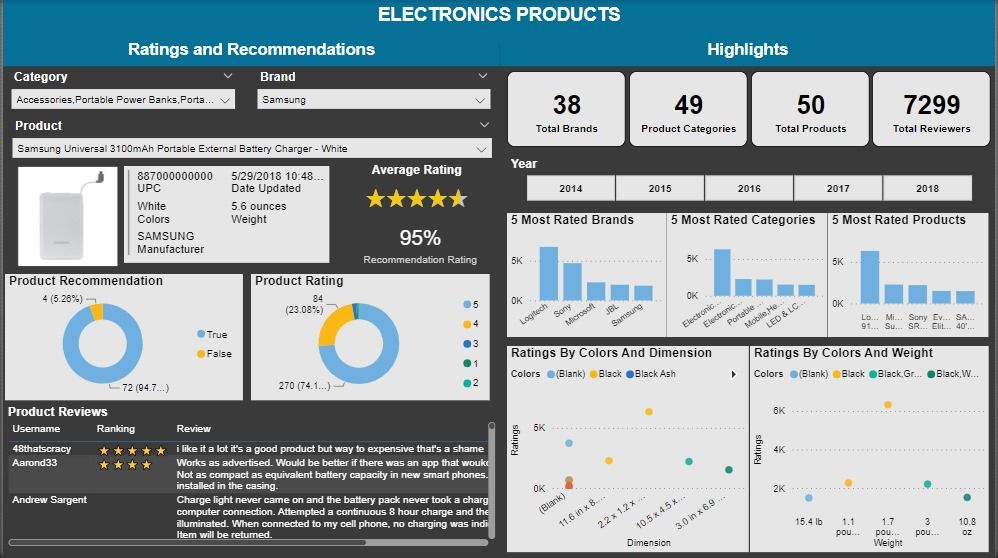 ELECTRONICS PRODUCTS
Ratings and Recommendations
Highlights
Category
Brand
Accessories,Portable Power Banks,Porta...
Samsung
Product
Samsung Universal 3100mAh Portable External Battery Charger - White
887000000000
UPC
5/29/2018 10:48...
Date Updated
White
Colors
5.6 ounces
Weight
SAMSUNG
Manufacturer
Average Rating
95%
Recommendation Rating
38
Total Brands
49
Product Categories
50
Total Products
7299
Total Reviewers
Year
2014
2015
2016
2017
2018
Product Recommendation
4 (5.26%)
True
False
72 (94.7...)
Product Rating
84
(23.08%)
270 (74.1...)
5
4
3
1
2
5 Most Rated Brands
5K
0K
Logitech
Sony
Microsoft
JBL
Samsung
5 Most Rated Categories
5K
0K
Electronic...
Electronic...
Portable ...
Mobile,He...
LED & LC...
5 Most Rated Products
5K
0K
Lo...
91...
Mi...
Su...
Sony
SR...
Ev...
Elit...
SA...
40'...
Product Reviews
Username Ranking Review
48thatscracy
i like it a lot it's a good product but way to expensive that's a shame
Aarond33
Works as advertised. Would be better if there was an app that
Not as compact as equivalent battery capacity in new smart phones.
installed in the casing.
Andrew Sargent
Charge light never came on and the battery pack never took a
computer connection. Attempted a continuous 8 hour charge and the
illuminated. When connected to my cell phone, no charging was
Item will be returned.
Ratings By Colors And Dimension
Colors (Blank) Black Black Ash
Ratings
5K
0K
(Blank)
11.6 in x 8....
2.2 x 1.2 x ...
10.5 x 4.5 x...
3.0 in x 6.9 ...
Dimension
Ratings By Colors And Weight
Colors (Blank) Black Black,Gr... Black,W...
Ratings
6K
4K
2K
15.4 lb
1.1
pou...
1.7
pou...
3
pou...
10.8
oz
Weight